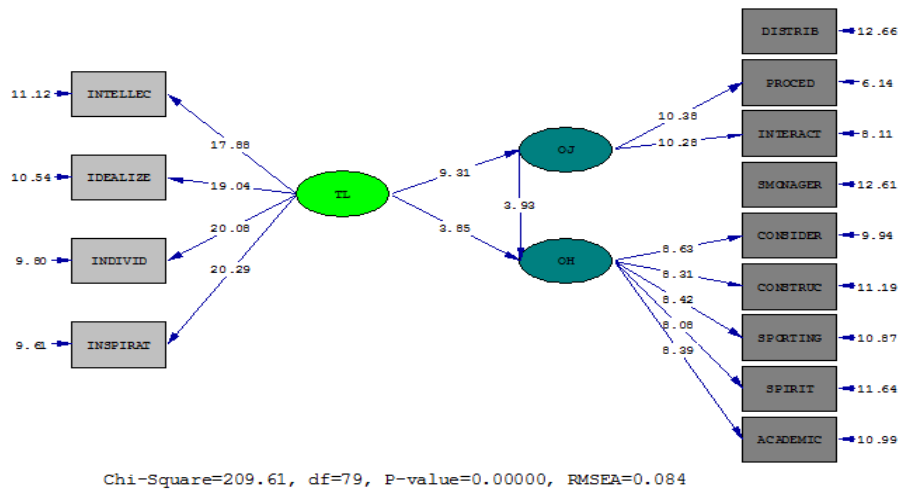 DISTRIB
12.66
11.12
INTELLEC
PROCED
6.14
10.38
17.88
INTERACT
8.11
10.28
OJ
10.54
IDEALIZE
19.04
9.31
TL
SMONAGER
12.61
3.93
20.08
3.85
CONSIDER
9.94
8.63
9.80
INDIVID
OH
8.31
CONSTRUC
11.19
20.29
8.42
8.08
SPORTING
10.87
9.61
INSPIRAT
8.39
SPIRIT
11.64
ACADEMIC
10.99
Chi-Square=209.61, df=79, P-value=0.00000, RMSEA=0.084